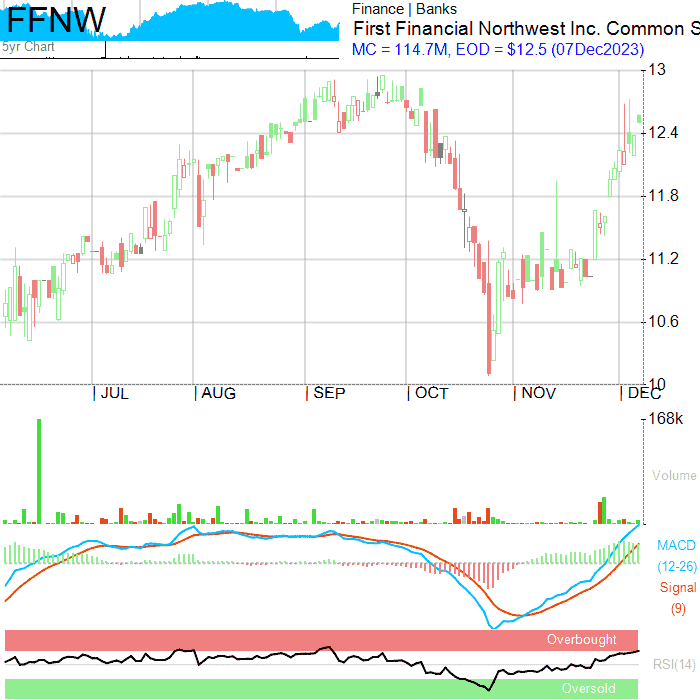 FFNW
5yr Chart
Finance | Banks
First Financial Northwest Inc. Common S
MC = 114.7M, EOD = $12.5 (07Dec2023)
13
12.4
11.8
11.2
10.6
10
JUL AUG SEP OCT NOV DEC
168k
Volume
MACD
(12-26)
Signal
(9)
Overbought
RSI(14)
Oversold